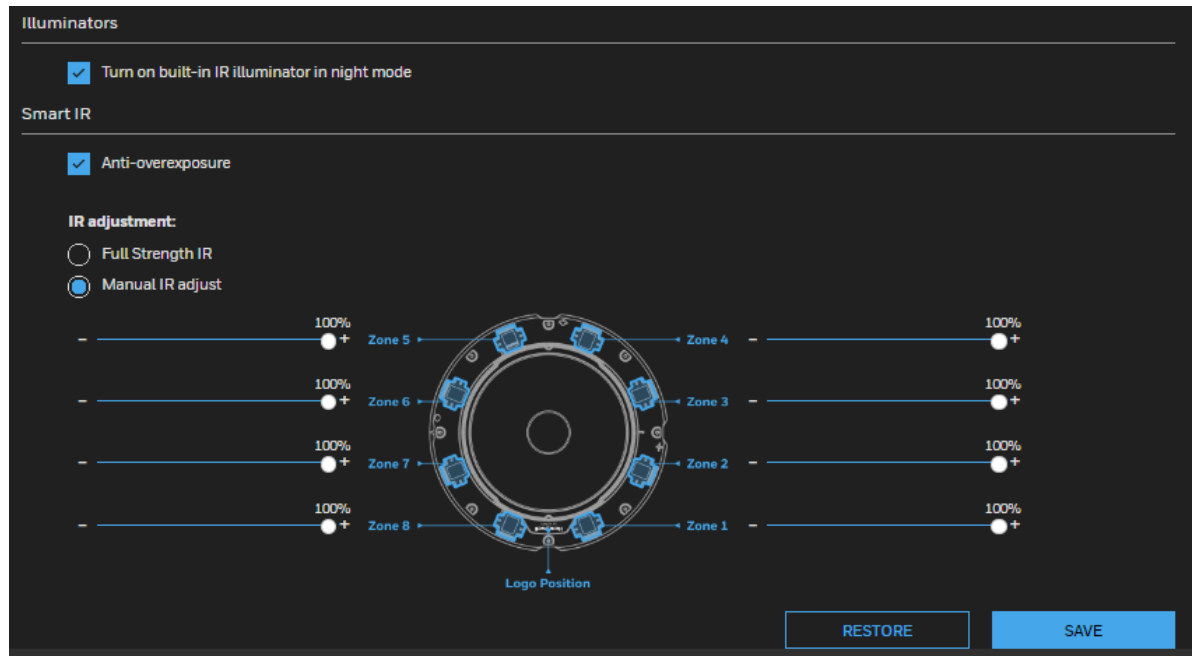 Illuminators
Turn on built-in IR illuminator in night mode
Smart IR
Anti-overexposure
IR adjustment:
Full Strength IR
Manual IR adjust
100% 100%
- + Zone 5 Zone 4 - +
100% 100%
- + Zone 6 Zone 3 - +
100% 100%
- + Zone 7 Zone 2 - +
100% 100%
- + Zone 8 Zone 1 - +
Logo Position
RESTORE SAVE